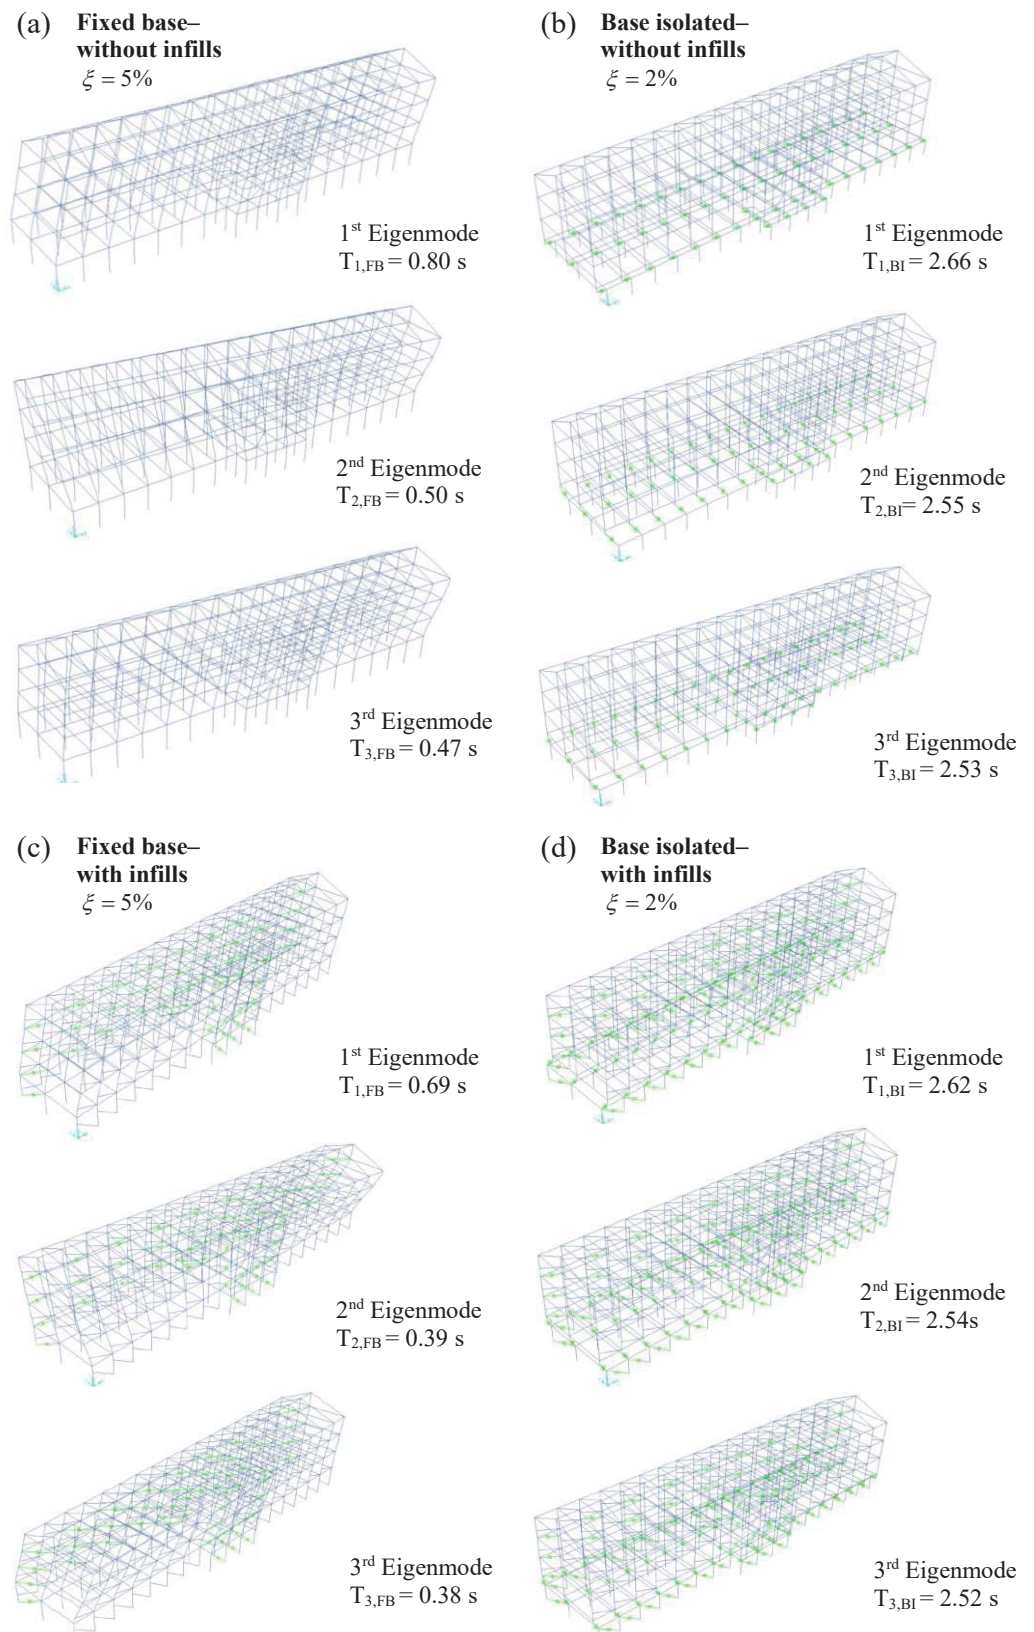 (a) Fixed base–
without infills
ξ = 5%
1st Eigenmode
T1,FB = 0.80 s
2nd Eigenmode
T2,FB = 0.50 s
3rd Eigenmode
T3,FB = 0.47 s
(b) Base isolated–
without infills
ξ = 2%
1st Eigenmode
T1,BI = 2.66 s
2nd Eigenmode
T2,BI= 2.55 s
3rd Eigenmode
T3,BI = 2.53 s
(c) Fixed base–
with infills
ξ = 5%
1st Eigenmode
T1,FB = 0.69 s
2nd Eigenmode
T2,FB = 0.39 s
3rd Eigenmode
T3,FB = 0.38 s
(d) Base isolated–
with infills
ξ = 2%
1st Eigenmode
T1,BI = 2.62 s
2nd Eigenmode
T2,BI = 2.54s
3rd Eigenmode
T3,BI = 2.52 s